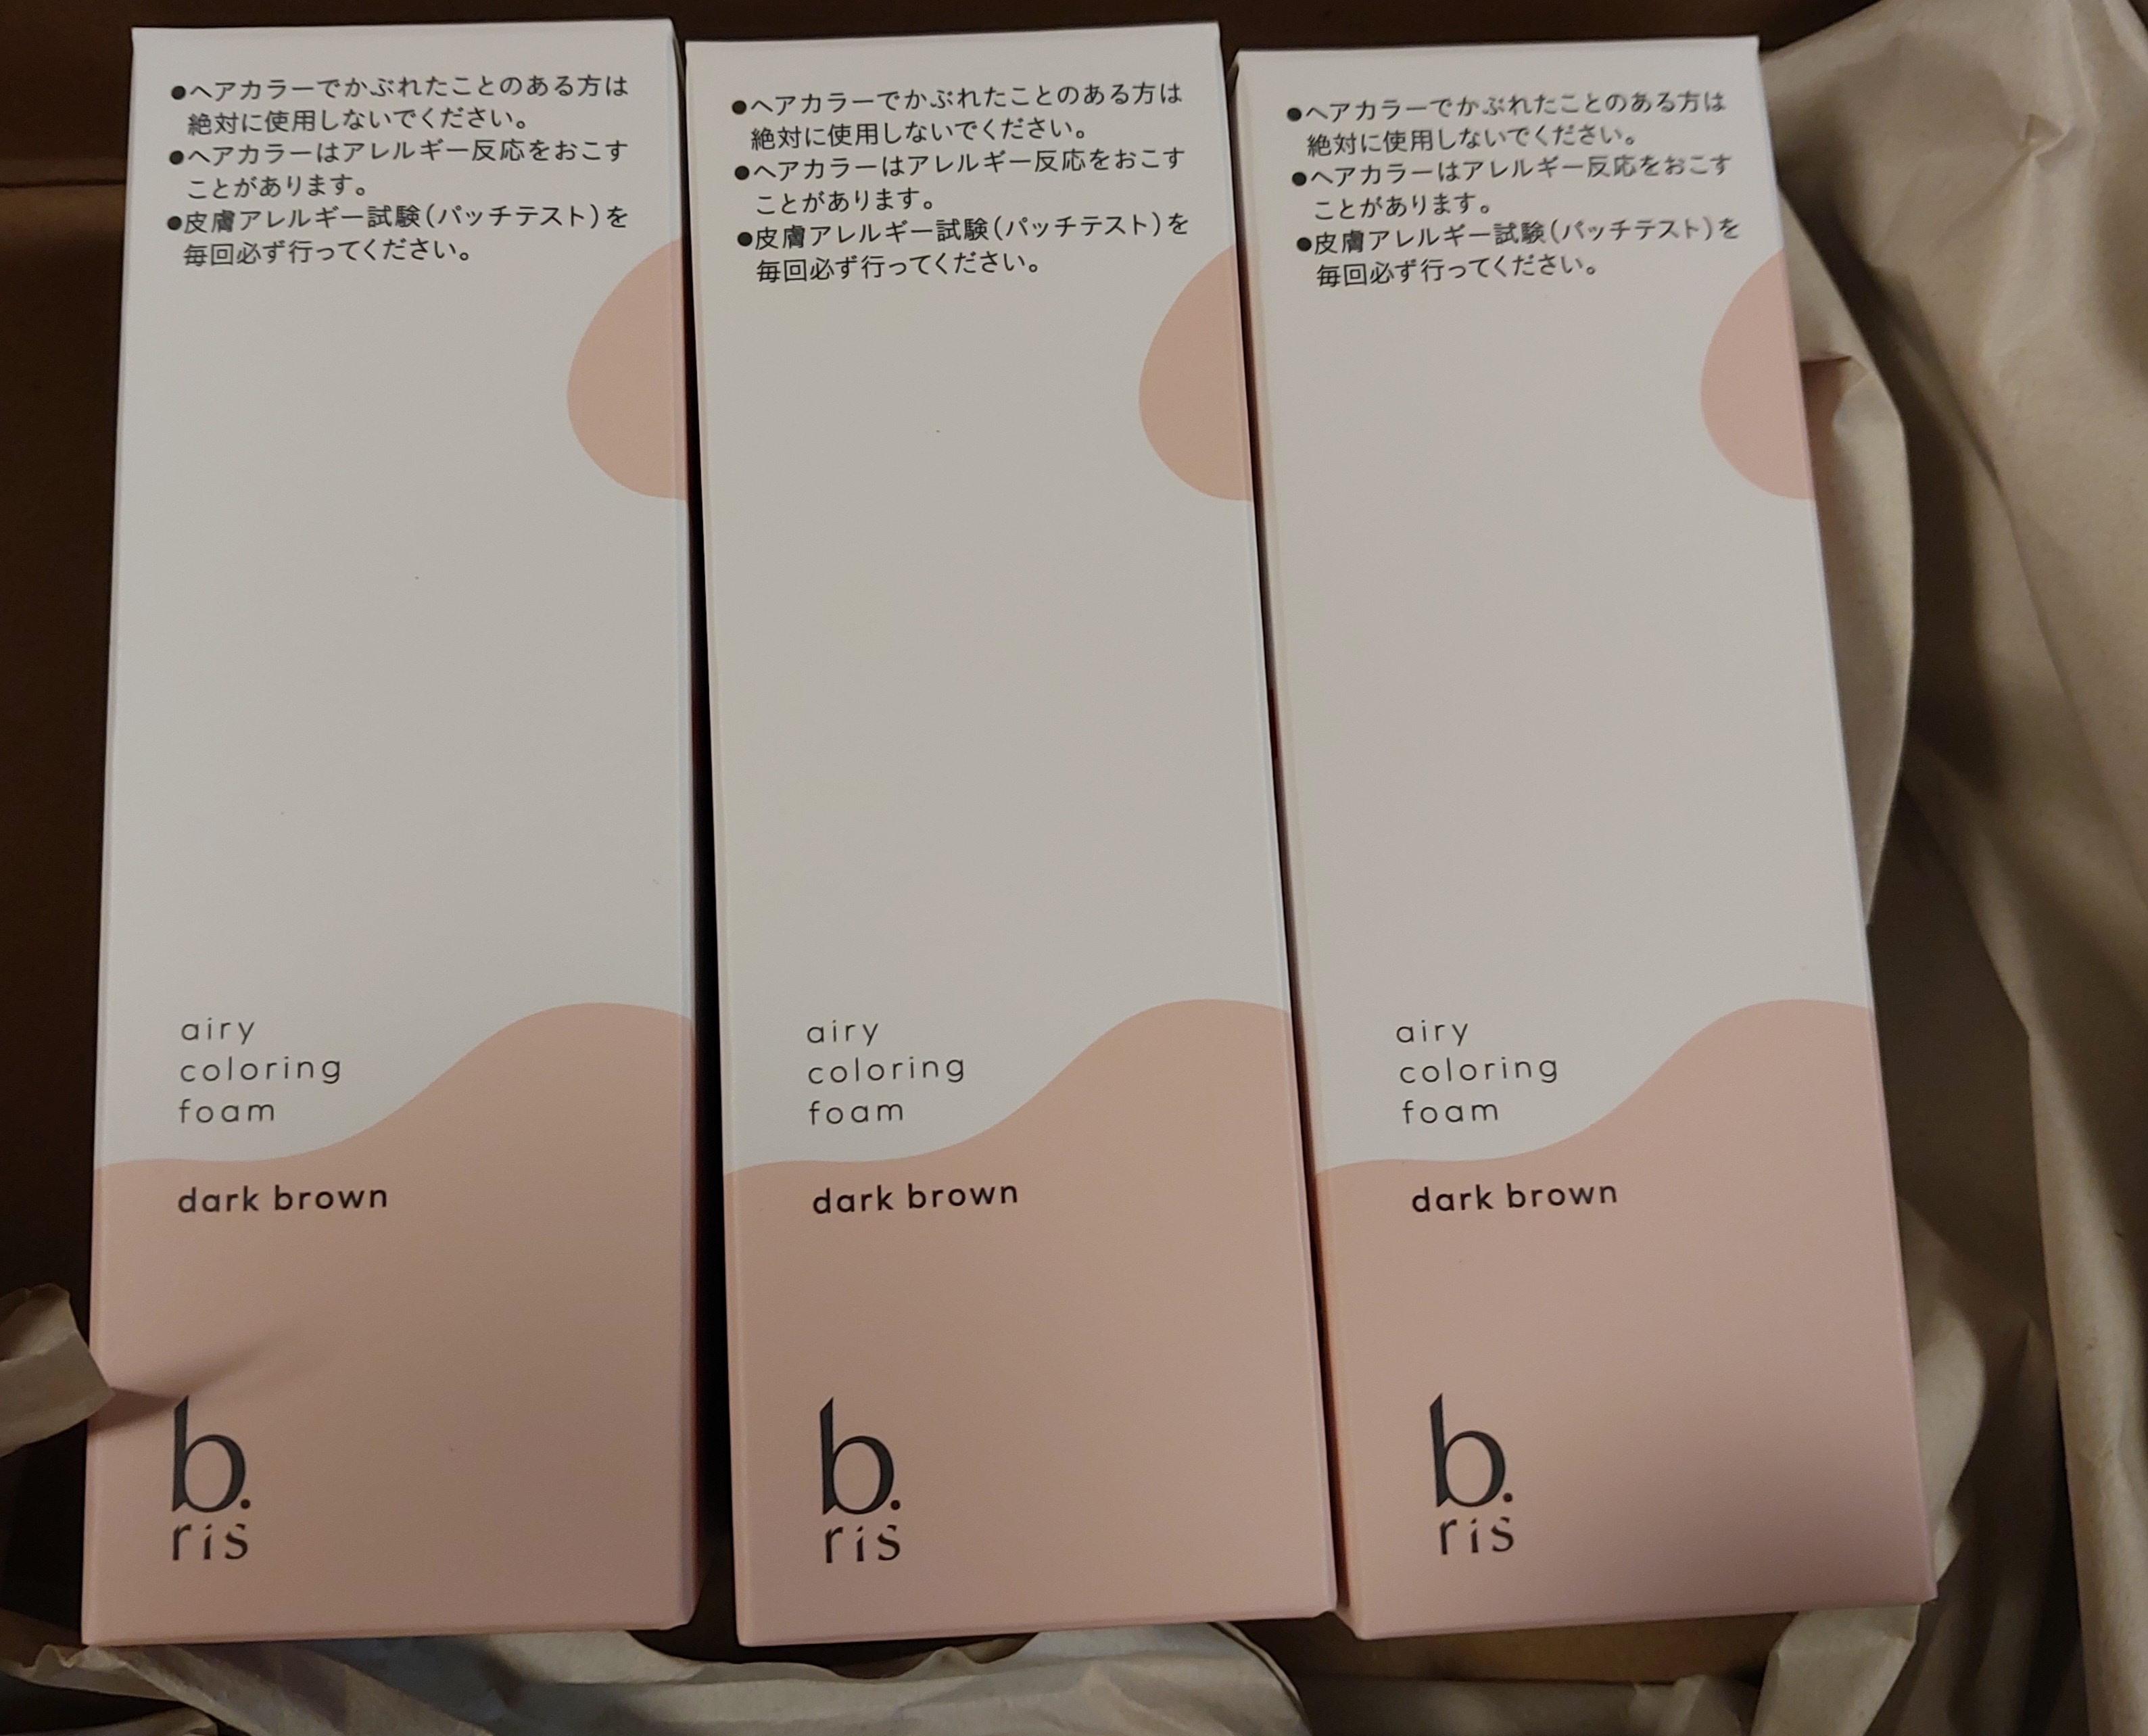 ●ヘアカラーでかぶれたことのある方は
絶対に使用しないでください。
●ヘアカラーはアレルギー反応をおこす
ことがあります。
●皮膚アレルギー試験(パッチテスト)を
毎回必ず行ってください。
airy
coloring
foam
dark brown
b.
ris
●ヘアカラーでかぶれたことのある方は
絶対に使用しないでください。
●ヘアカラーはアレルギー反応をおこす
ことがあります。
●皮膚アレルギー試験(パッチテスト)を
毎回必ず行ってください。
airy
coloring
foam
dark brown
b.
ris
●ヘアカラーでかぶれたことのある方は
絶対に使用しないでください。
●ヘアカラーはアレルギー反応をおこす
ことがあります。
●皮膚アレルギー試験(パッチテスト)を
毎回必ず行ってください。
airy
coloring
foam
dark brown
b.
ris